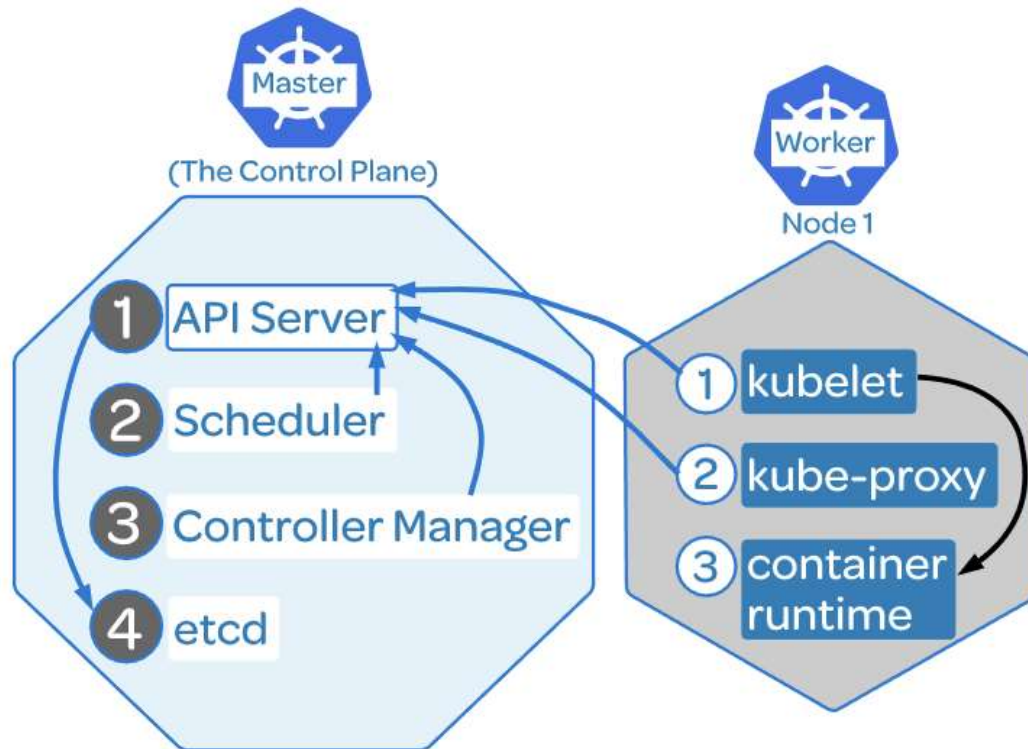 Master
(The Control Plane)
1 API Server
2 Scheduler
3 Controller Manager
4 etcd
Worker
Node 1
1 kubelet
2 kube-proxy
3 container
runtime